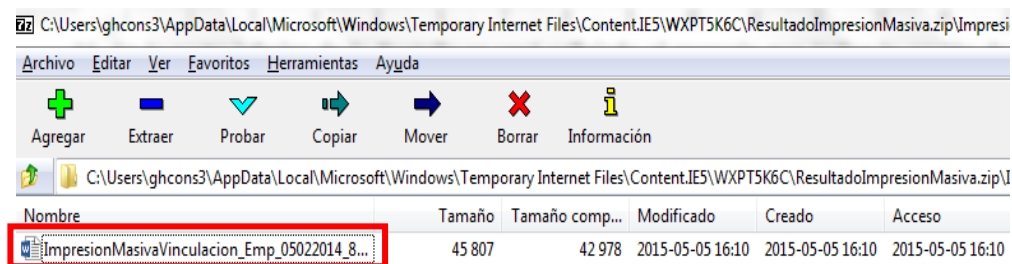 C:\Users\ghcons3\AppData\Local\Microsoft\Windows\Temporary Internet Files\Content.IE5\WXPT5K6C\ResultadoImpresionMasiva.zip\Impresi
Archivo Editar Ver Favoritos Herramientas Ayuda
Agregar Extraer Probar Copiar Mover Borrar Información
C:\Users\ghcons3\AppData\Local\Microsoft\Windows\Temporary Internet Files\Content.IE5\WXPT5K6C\ResultadoImpresionMasiva.zip\I
Nombre Tamaño Tamaño comp... Modificado Creado Acceso
ImpresionMasivaVinculacion_Emp_05022014_8... 45 807 42 978 2015-05-05 16:10 2015-05-05 16:10 2015-05-05 16:10